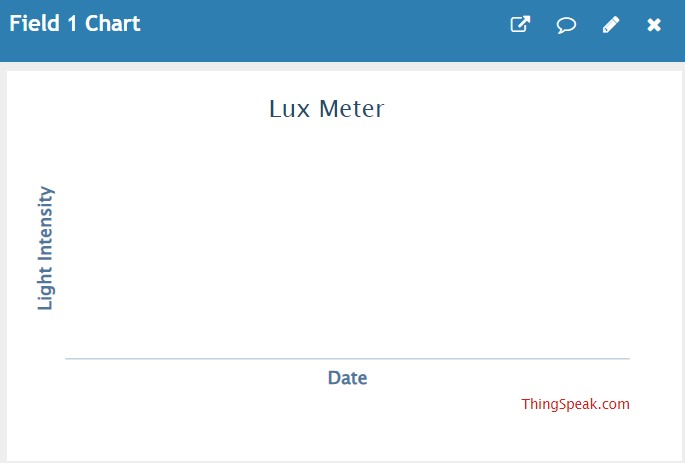 Field 1 Chart
Lux Meter
Light Intensity
Date
ThingSpeak.com